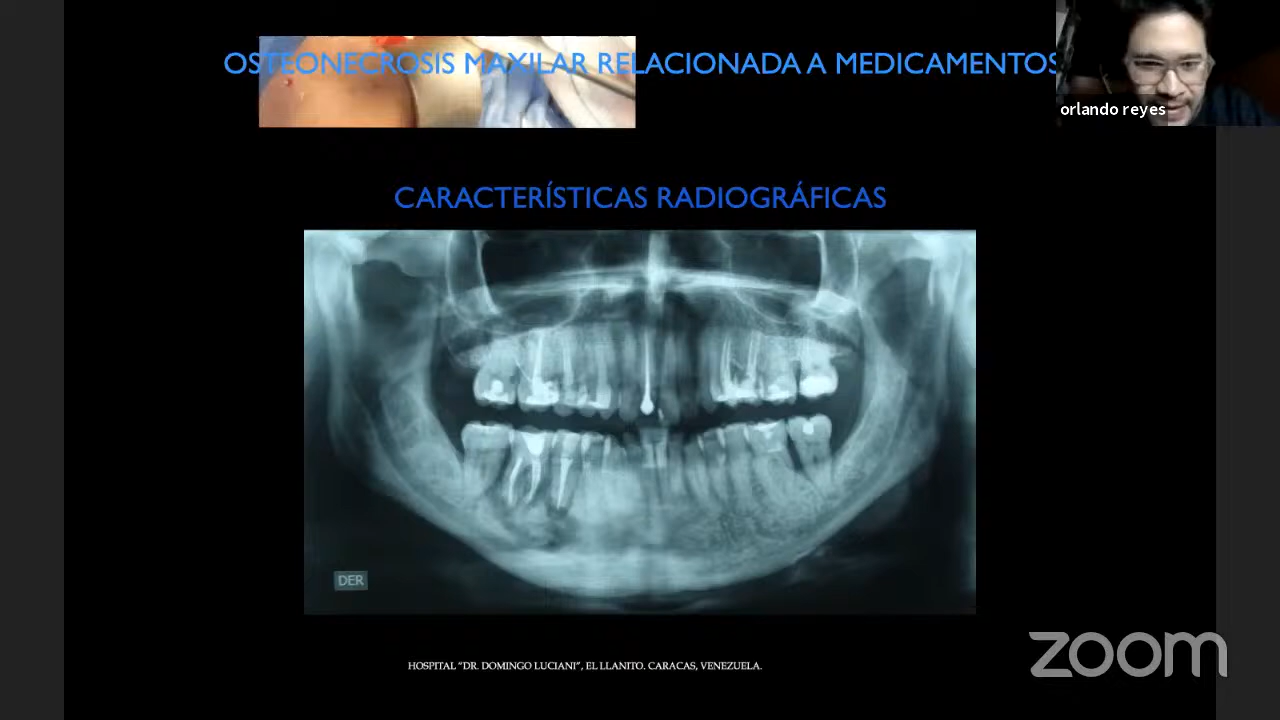 OSTEONECROSIS MAXILAR RELACIONADA A MEDICAMENTOS
orlando reyes
CARACTERÍSTICAS RADIOGRÁFICAS
DER
HOSPITAL “DR. DOMINGO LUCIANI”, EL LLANITO. CARACAS, VENEZUELA.
zoom